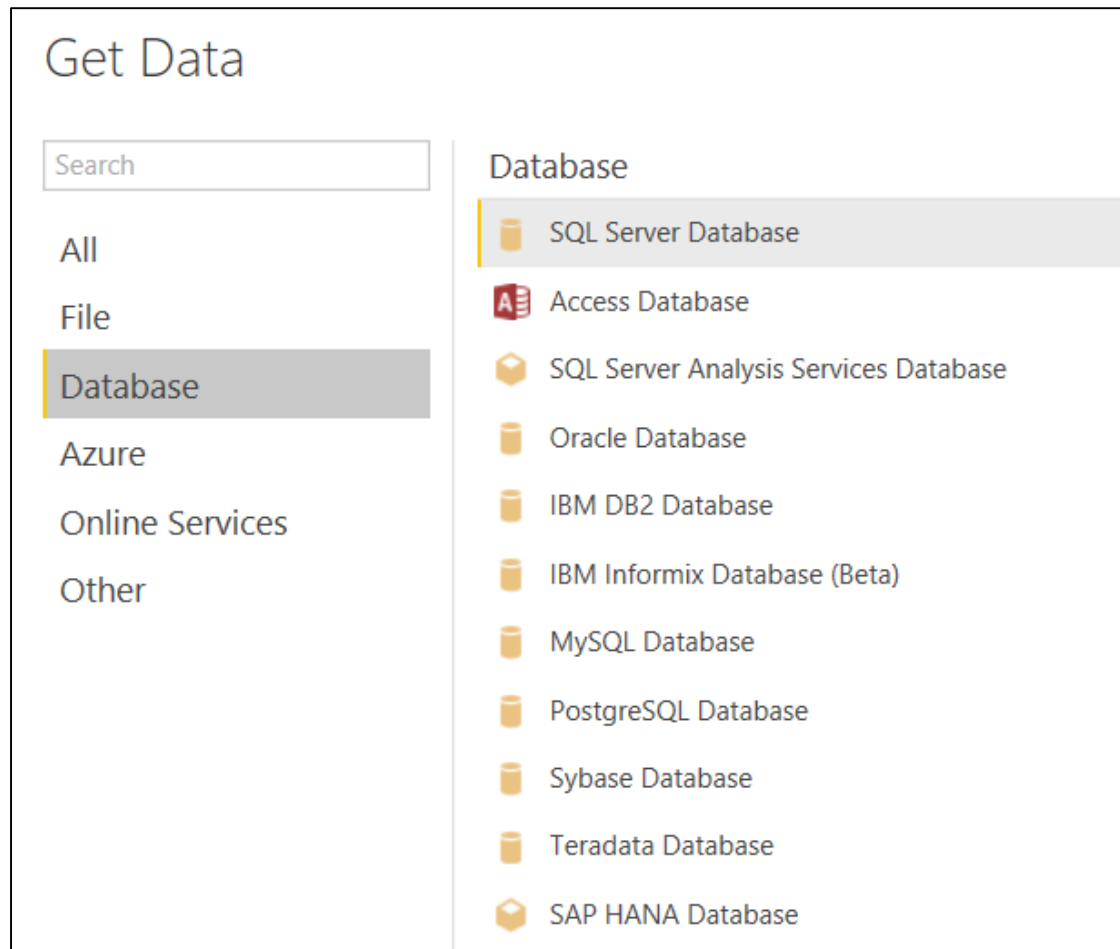 Get Data
Search
All
File
Database
Azure
Online Services
Other
Database
SQL Server Database
A
Access Database
SQL Server Analysis Services Database
Oracle Database
IBM DB2 Database
IBM Informix Database (Beta)
MySQL Database
PostgreSQL Database
Sybase Database
Teradata Database
SAP HANA Database